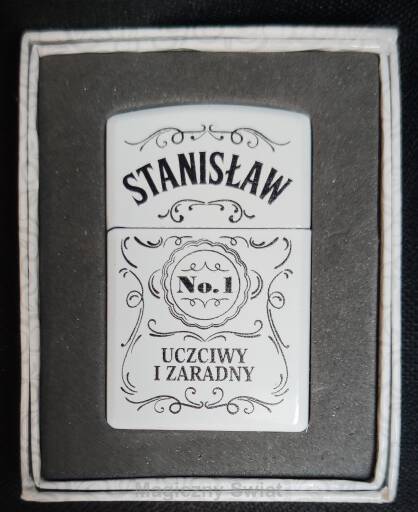 STANISŁAW
No.1
UCZCIWY
I ZARADNY
Magiczny Świat